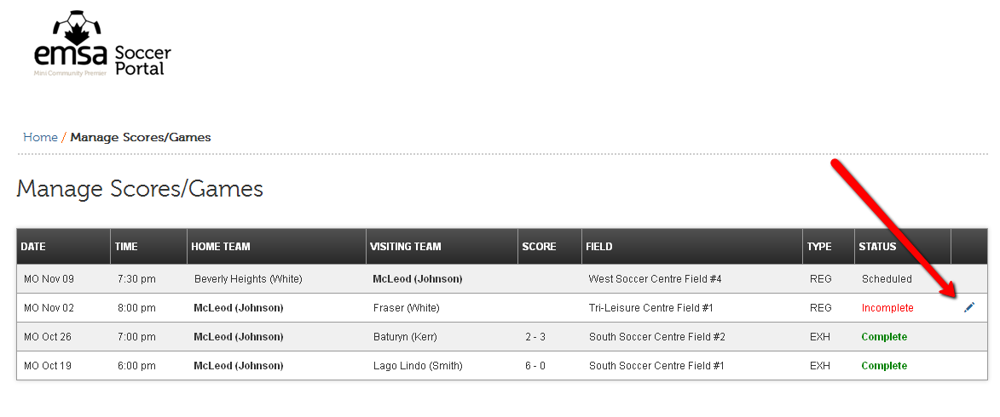 emsa Soccer
Mini Community Premier Portal
Home / Manage Scores/Games
Manage Scores/Games
DATE TIME HOME TEAM VISITING TEAM SCORE FIELD TYPE STATUS
MO Nov 09 7:30 pm Beverly Heights (White) McLeod (Johnson) West Soccer Centre Field #4 REG Scheduled
MO Nov 02 8:00 pm McLeod (Johnson) Fraser (White) Tri-Leisure Centre Field #1 REG Incomplete
MO Oct 26 7:00 pm McLeod (Johnson) Baturyn (Kerr) 2 - 3 South Soccer Centre Field #2 EXH Complete
MO Oct 19 6:00 pm McLeod (Johnson) Lago Lindo (Smith) 6 - 0 South Soccer Centre Field #1 EXH Complete